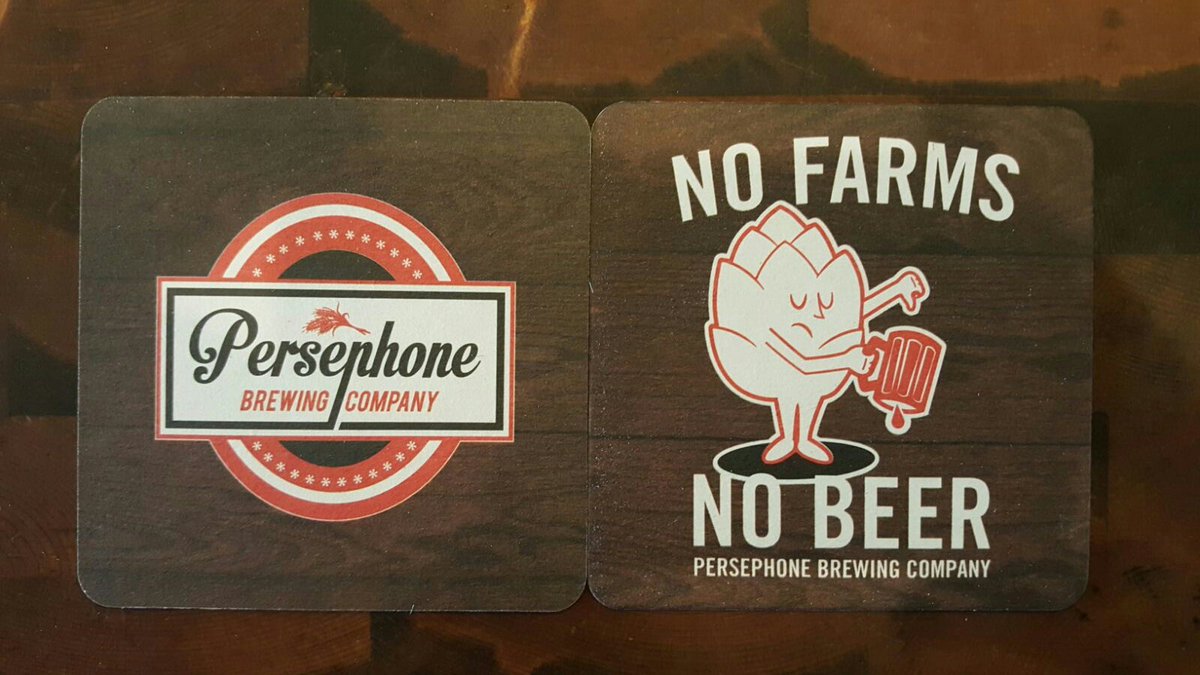 Persephone
BREWING COMPANY
NO FARMS
NO BEER
PERSEPHONE BREWING COMPANY